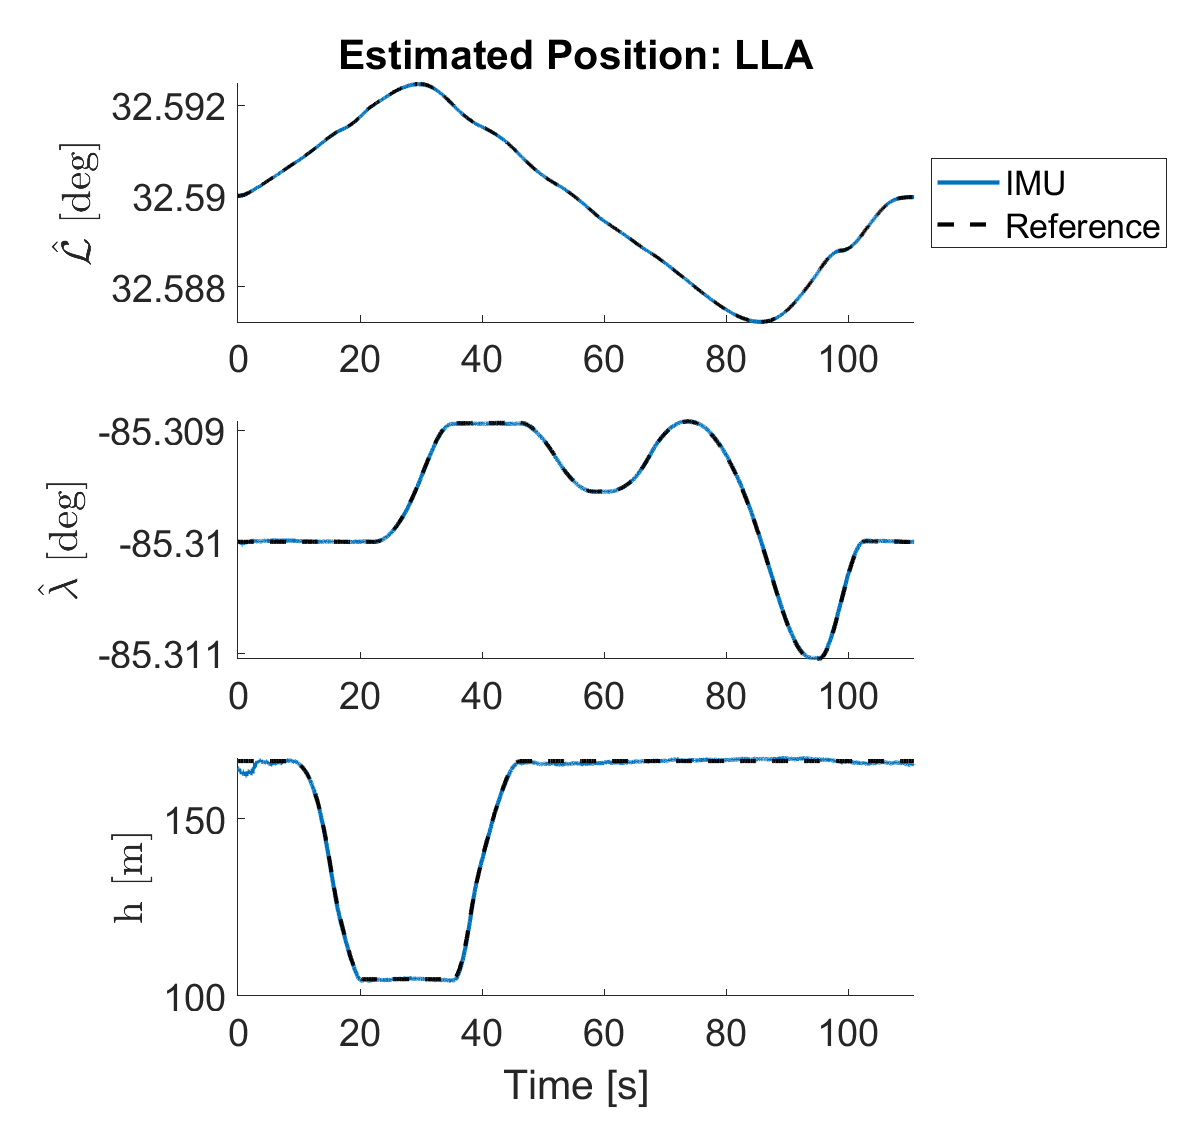 Estimated Position: LLA
32.592
32.59
32.588
𝓛̂ [deg]
0 20 40 60 80 100
IMU
Reference
-85.309
-85.31
-85.311
λ̂ [deg]
0 20 40 60 80 100
150
100
h [m]
0 20 40 60 80 100
Time [s]